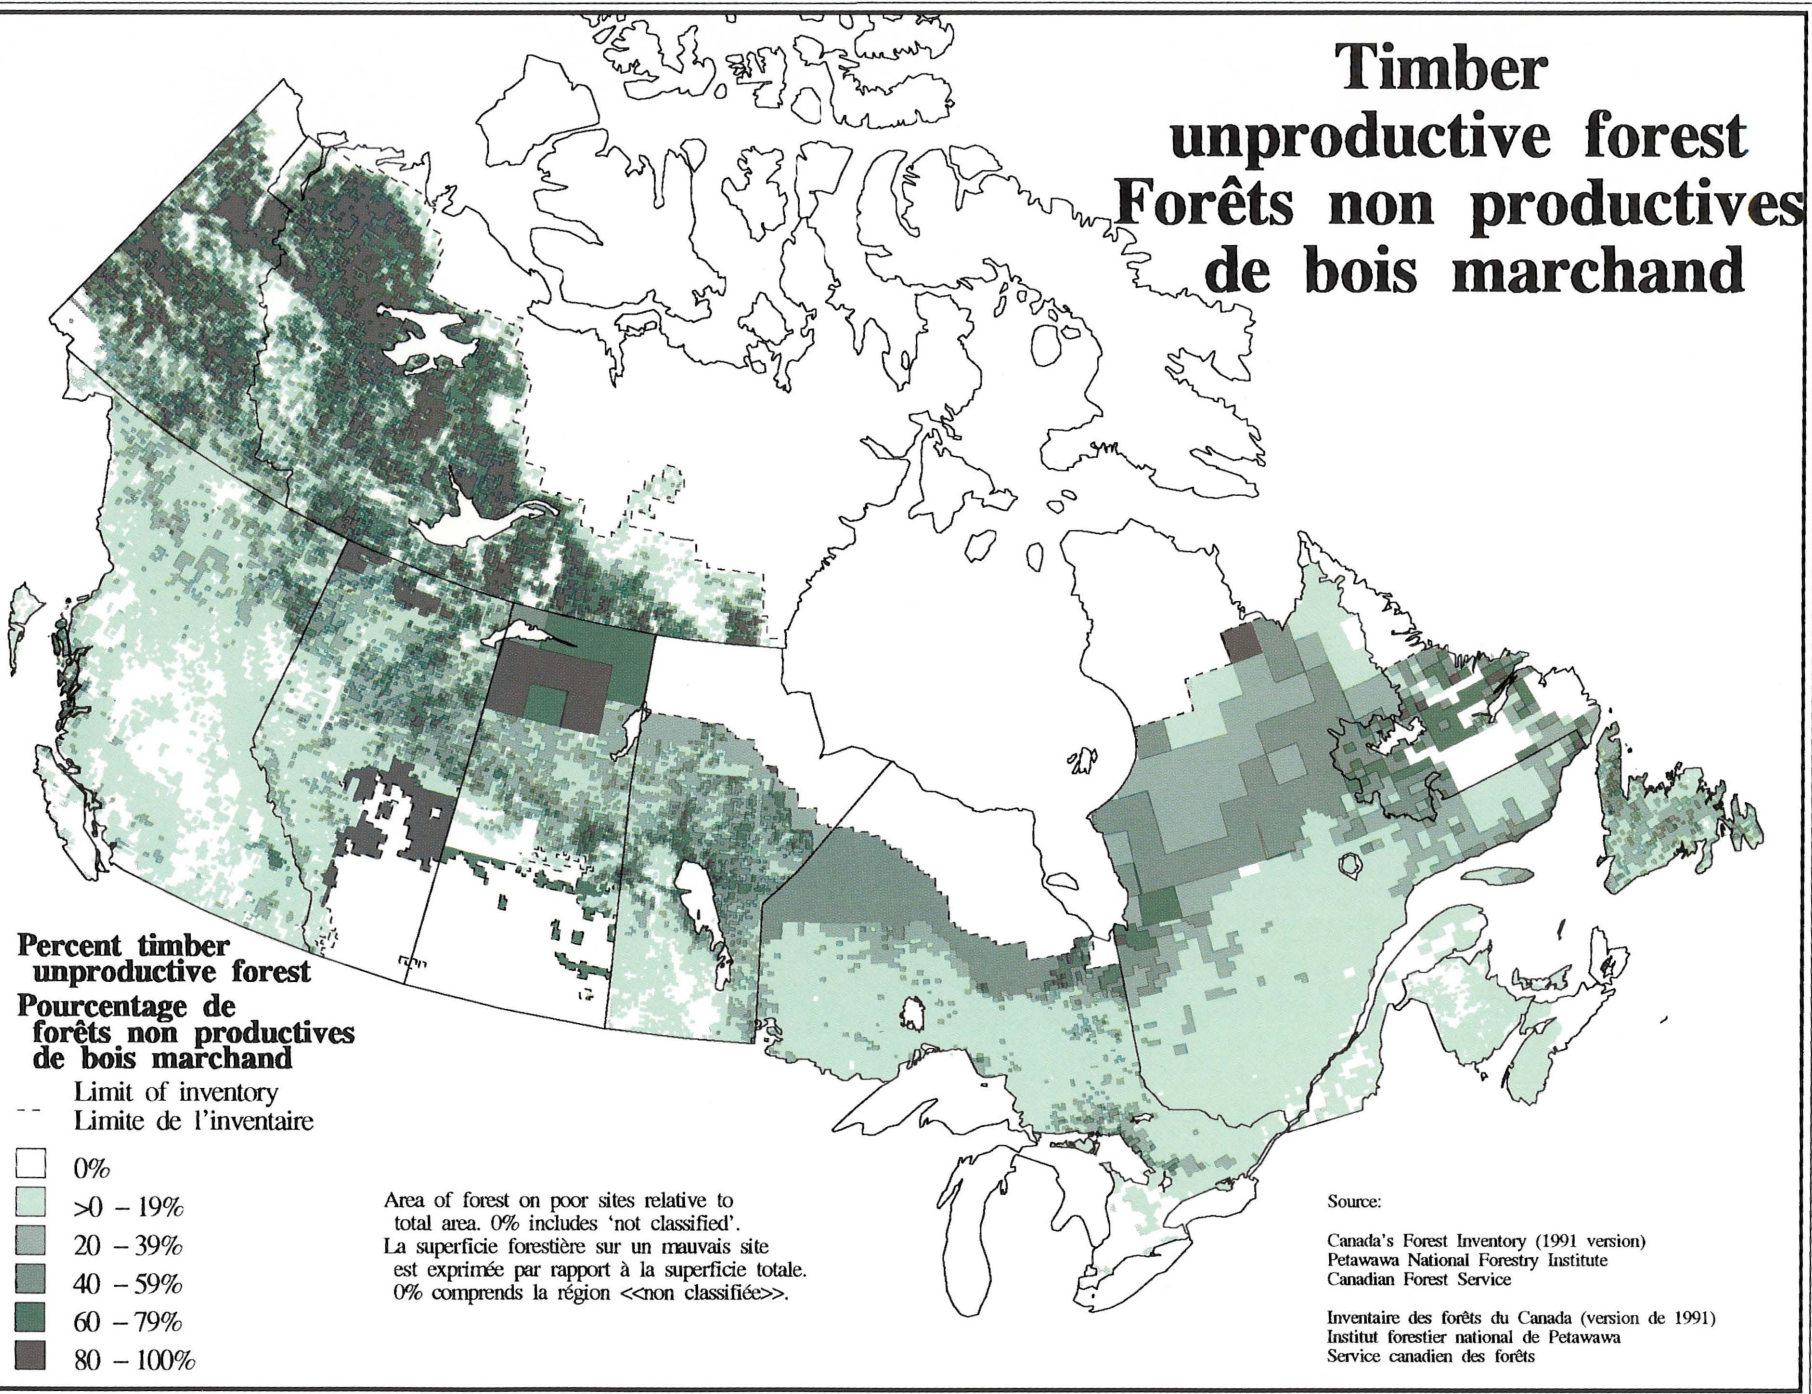 Timber
unproductive forest
Forêts non productives
de bois marchand
Percent timber
unproductive forest
Pourcentage de
forêts non productives
de bois marchand
Limit of inventory
Limite de l'inventaire
0%
>0 – 19%
20 – 39%
40 – 59%
60 – 79%
80 – 100%
Area of forest on poor sites relative to
total area. 0% includes ‘not classified’.
La superficie forestière sur un mauvais site
est exprimée par rapport à la superficie totale.
0% comprends la région <<non classifiée>>.
Source:
Canada's Forest Inventory (1991 version)
Petawawa National Forestry Institute
Canadian Forest Service
Inventaire des forêts du Canada (version de 1991)
Institut forestier national de Petawawa
Service canadien des forêts